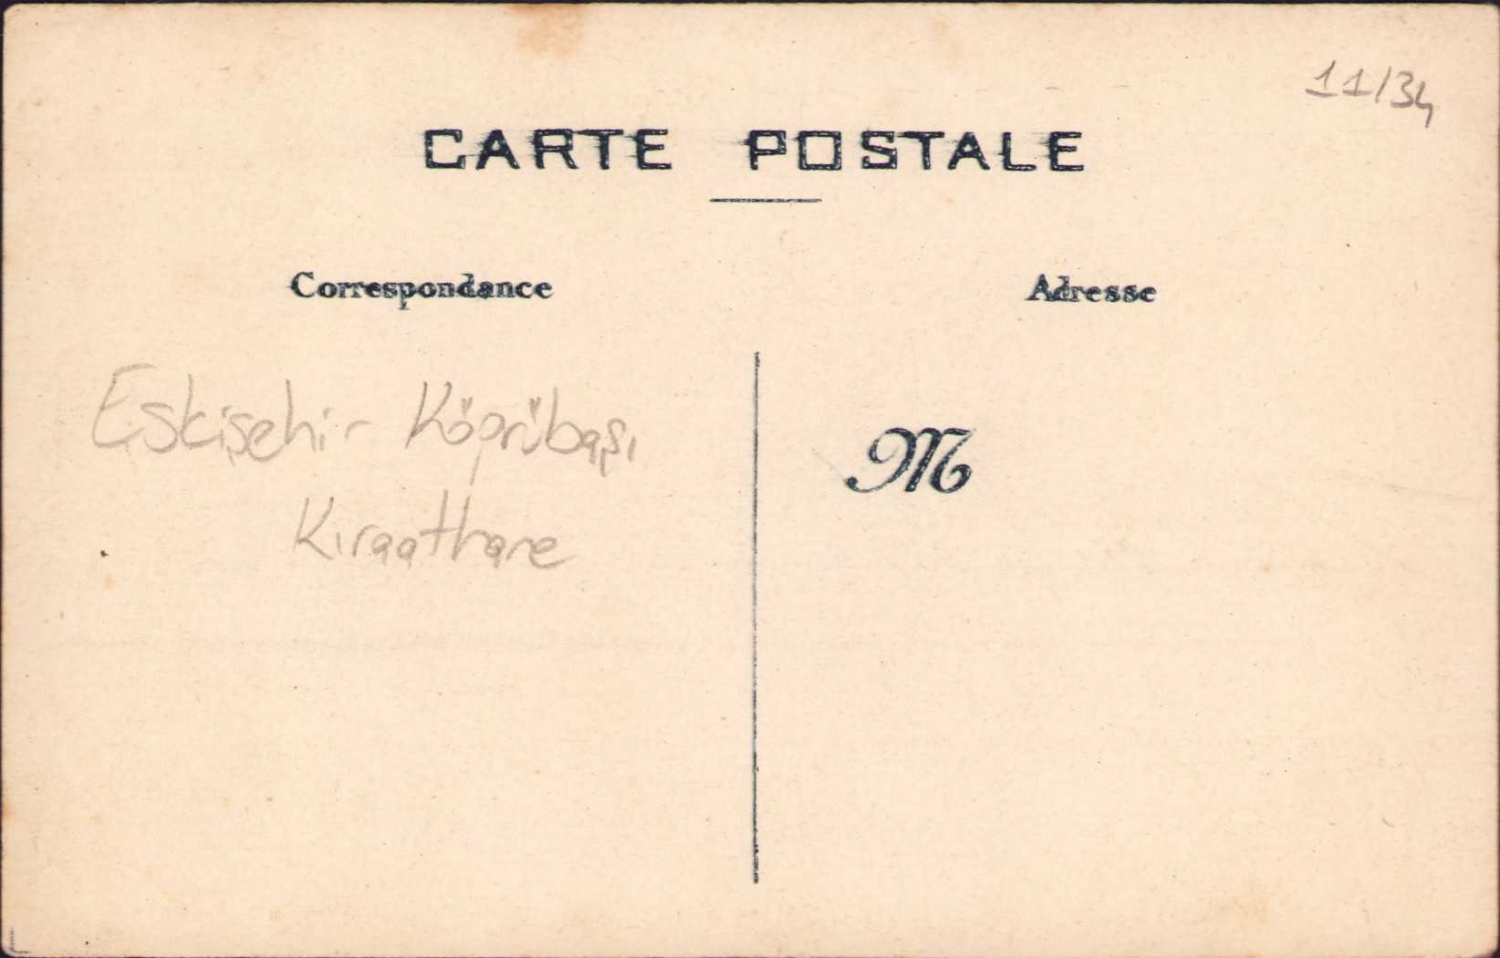 11/34
CARTE POSTALE
Correspondance
Adresse
Eskişehir Köprübaşı
Kıraathane
M